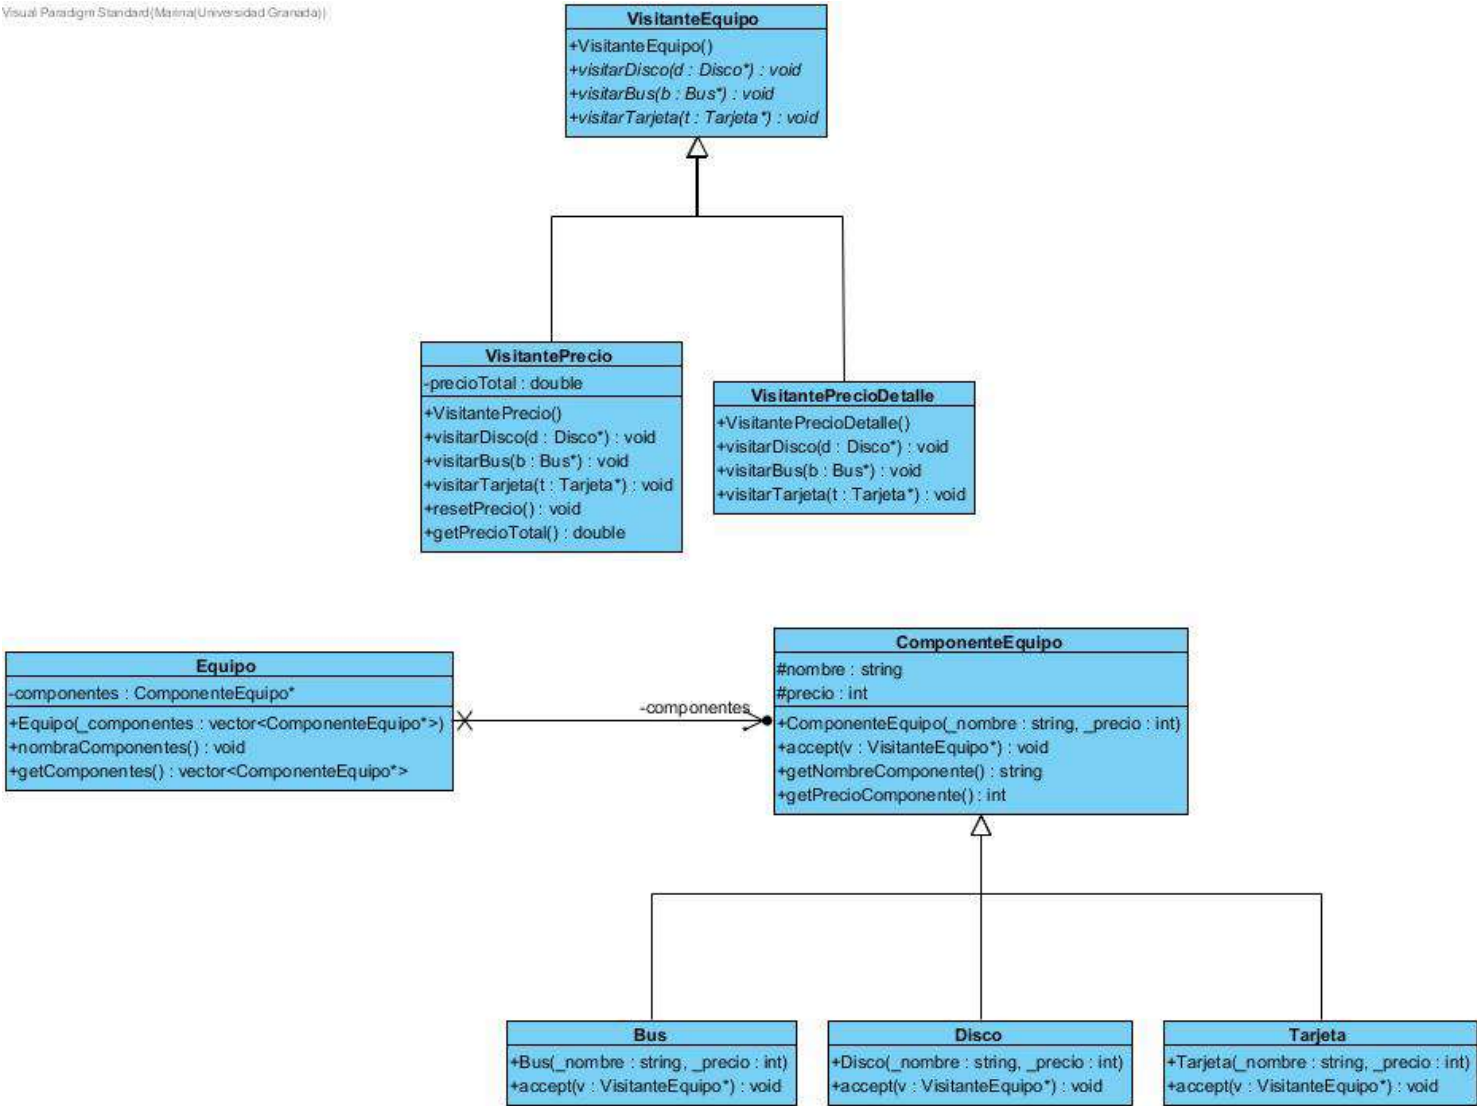 Visual Paradigm Standard(Marina(Universidad Granada))
VisitanteEquipo
+VisitanteEquipo()
+visitarDisco(d : Disco*) : void
+visitarBus(b : Bus*) : void
+visitarTarjeta(t : Tarjeta*) : void
VisitantePrecio
-precioTotal : double
+VisitantePrecio()
+visitarDisco(d : Disco*) : void
+visitarBus(b : Bus*) : void
+visitarTarjeta(t : Tarjeta*) : void
+resetPrecio() : void
+getPrecioTotal() : double
VisitantePrecioDetalle
+VisitantePrecioDetalle()
+visitarDisco(d : Disco*) : void
+visitarBus(b : Bus*) : void
+visitarTarjeta(t : Tarjeta*) : void
Equipo
-componentes : ComponenteEquipo*
+Equipo(_componentes : vector<ComponenteEquipo*>)
+nombraComponentes() : void
+getComponentes() : vector<ComponenteEquipo*>
-componentes
ComponenteEquipo
#nombre : string
#precio : int
+ComponenteEquipo(_nombre : string, _precio : int)
+accept(v : VisitanteEquipo*) : void
+getNombreComponente() : string
+getPrecioComponente() : int
Bus
+Bus(_nombre : string, _precio : int)
+accept(v : VisitanteEquipo*) : void
Disco
+Disco(_nombre : string, _precio : int)
+accept(v : VisitanteEquipo*) : void
Tarjeta
+Tarjeta(_nombre : string, _precio : int)
+accept(v : VisitanteEquipo*) : void